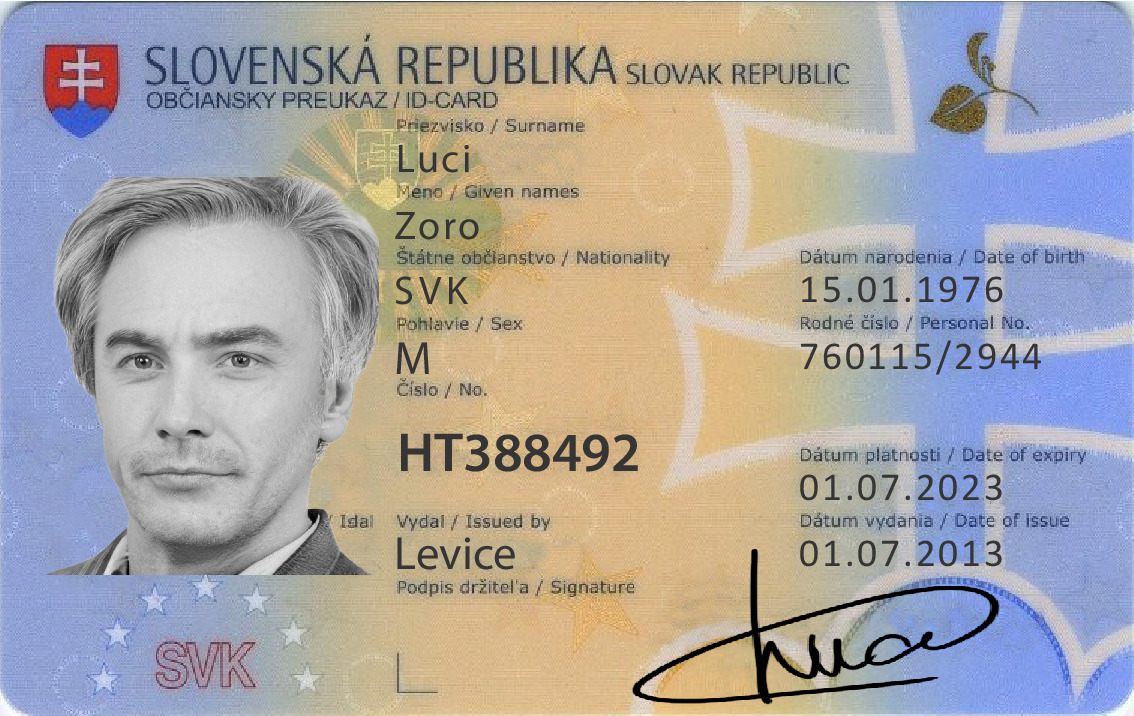 SLOVENSKÁ REPUBLIKA SLOVAK REPUBLIC
OBČIANSKY PREUKAZ / ID-CARD
Priezvisko / Surname
Luci
Meno / Given names
Zoro
Štátne občianstvo / Nationality
SVK
Dátum narodenia / Date of birth
15.01.1976
Pohlavie / Sex
M
Rodné číslo / Personal No.
760115/2944
Číslo / No.
HT388492
Dátum platnosti / Date of expiry
01.07.2023
/ Idal
Vydal / Issued by
Levice
Dátum vydania / Date of issue
01.07.2013
Podpis držiteľa / Signature
SVK